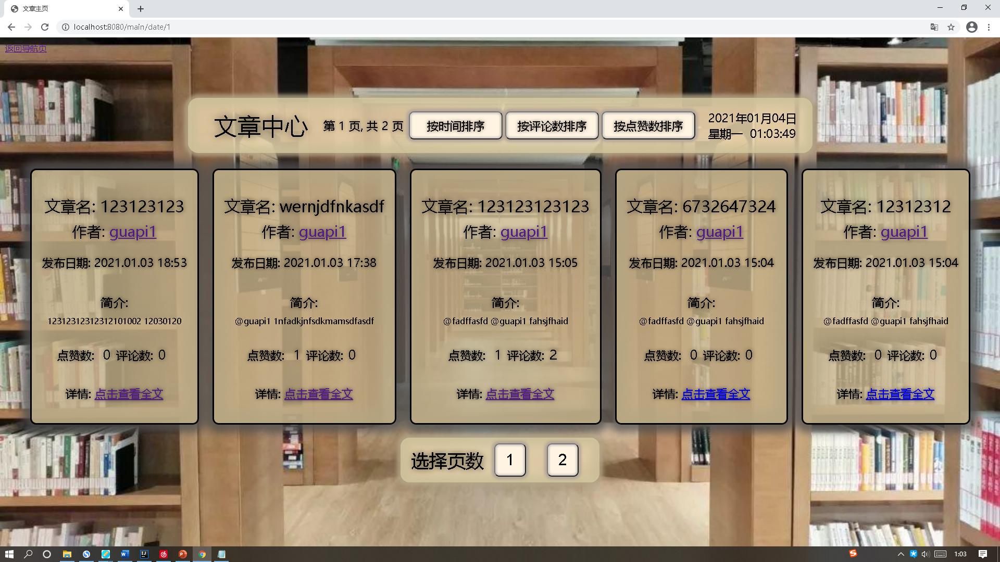 文章主页
localhost:8080/main/date/1
返回导航页
文章中心
第 1 页, 共 2 页
按时间排序
按评论数排序
按点赞数排序
2021年01月04日
星期一 01:03:49
文章名: 123123123
作者: guapi1
发布日期: 2021.01.03 18:53
简介:
12312312312312101002 12030120
点赞数: 0 评论数: 0
详情: 点击查看全文
文章名: wernjdfnkasdf
作者: guapi1
发布日期: 2021.01.03 17:38
简介:
@guapi1 1nfadkjnfsdkmamsdfasdf
点赞数: 1 评论数: 0
详情: 点击查看全文
文章名: 123123123123
作者: guapi1
发布日期: 2021.01.03 15:05
简介:
@fadffasfd @guapi1 fahsjfhaid
点赞数: 1 评论数: 2
详情: 点击查看全文
文章名: 6732647324
作者: guapi1
发布日期: 2021.01.03 15:04
简介:
@fadffasfd @guapi1 fahsjfhaid
点赞数: 0 评论数: 0
详情: 点击查看全文
文章名: 12312312
作者: guapi1
发布日期: 2021.01.03 15:04
简介:
@fadffasfd @guapi1 fahsjfhaid
点赞数: 0 评论数: 0
详情: 点击查看全文
选择页数 1 2
1:03